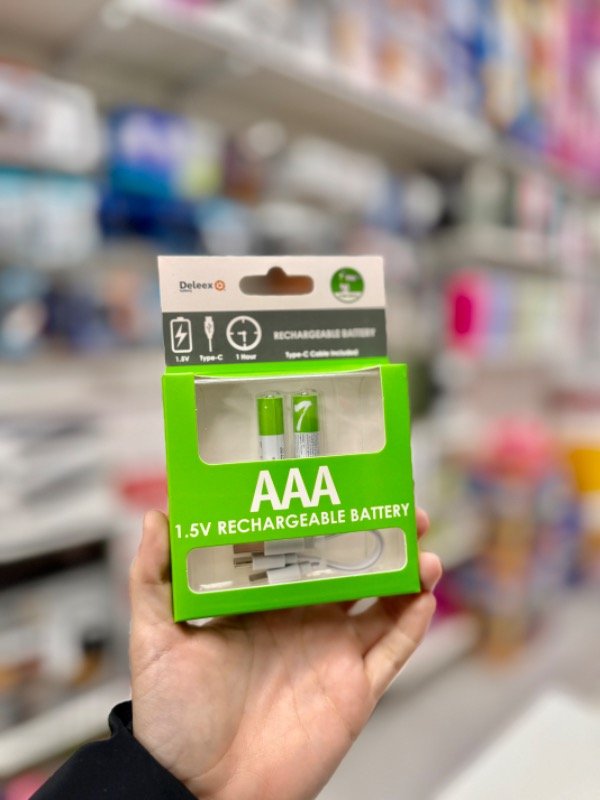 Deleex
RECHARGEABLE BATTERY
1.5V Type-C 1 Hour Type-C Cable Included
AAA
1.5V RECHARGEABLE BATTERY